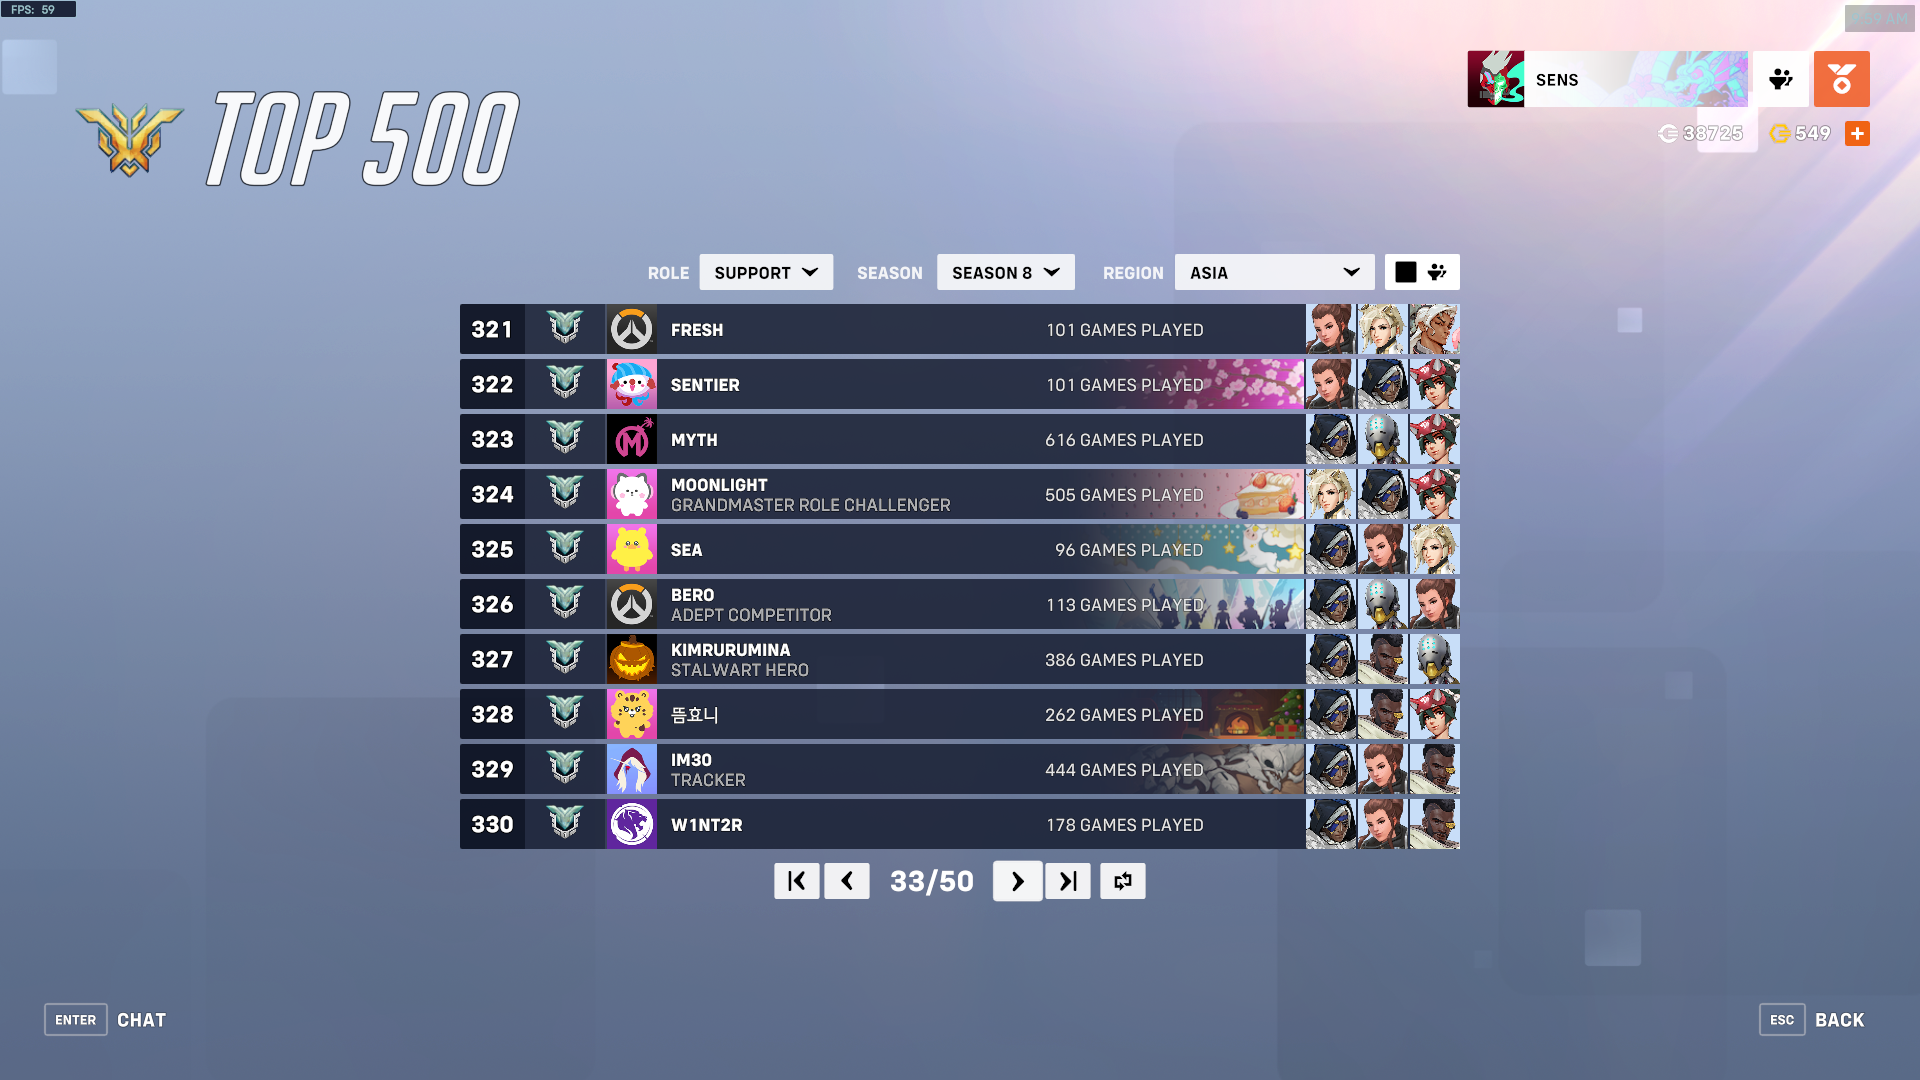 FPS: 59
TOP 500
SENS
38725
549
ROLE SUPPORT SEASON SEASON 8 REGION ASIA
321 FRESH 101 GAMES PLAYED
322 SENTIER 101 GAMES PLAYED
323 MYTH 616 GAMES PLAYED
324 MOONLIGHT 505 GAMES PLAYED
GRANDMASTER ROLE CHALLENGER
325 SEA 96 GAMES PLAYED
326 BERO 113 GAMES PLAYED
ADEPT COMPETITOR
327 KIMRURUMINA 386 GAMES PLAYED
STALWART HERO
328 뜸효니 262 GAMES PLAYED
329 IM30 444 GAMES PLAYED
TRACKER
330 W1NT2R 178 GAMES PLAYED
33/50
ENTER CHAT
ESC BACK